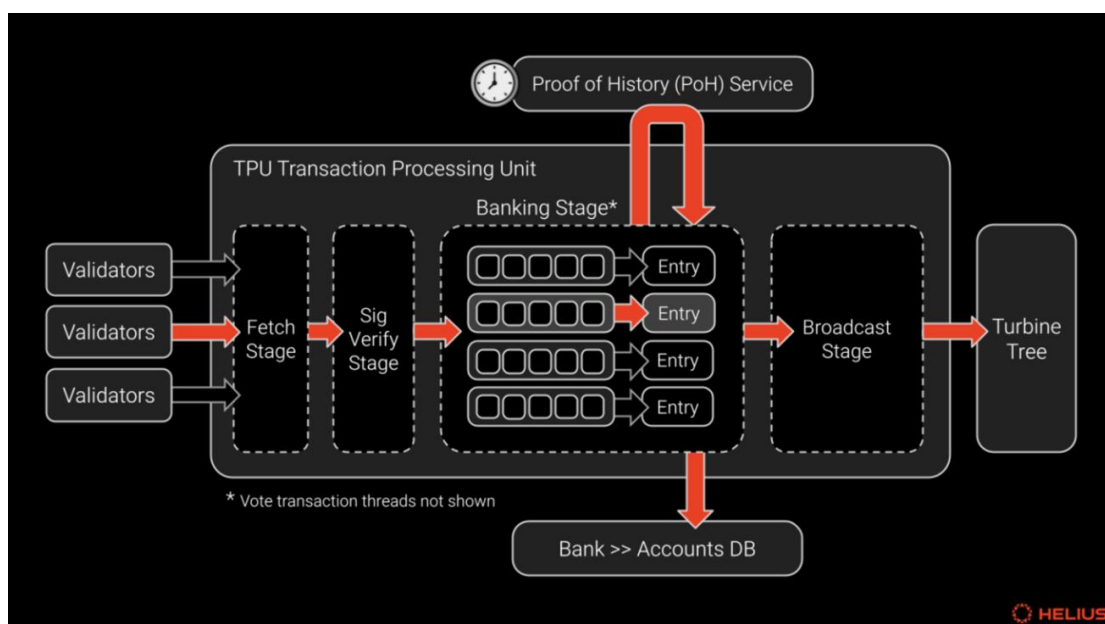 Proof of History (PoH) Service
TPU Transaction Processing Unit
Banking Stage*
Validators
Validators
Validators
Fetch
Stage
Sig
Verify
Stage
Entry
Entry
Entry
Entry
Broadcast
Stage
Turbine
Tree
* Vote transaction threads not shown
Bank >> Accounts DB
HELIUS